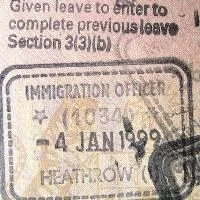 Given leave to enter to
complete previous leave
Section 3(3)(b)
IMMIGRATION OFFICER
☆ (1034) ☆
-4 JAN 1999
HEATHROW (